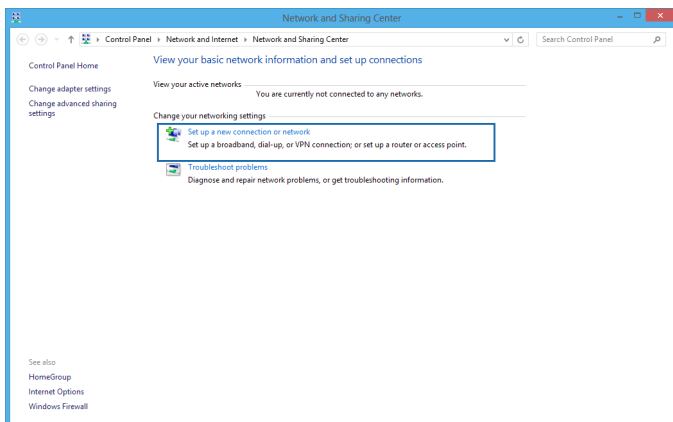 Network and Sharing Center
Control Panel Network and Internet Network and Sharing Center
Search Control Panel
Control Panel Home
Change adapter settings
Change advanced sharing
settings
View your basic network information and set up connections
View your active networks
You are currently not connected to any networks.
Change your networking settings
Set up a new connection or network
Set up a broadband, dial-up, or VPN connection; or set up a router or access point.
Troubleshoot problems
Diagnose and repair network problems, or get troubleshooting information.
See also
HomeGroup
Internet Options
Windows Firewall